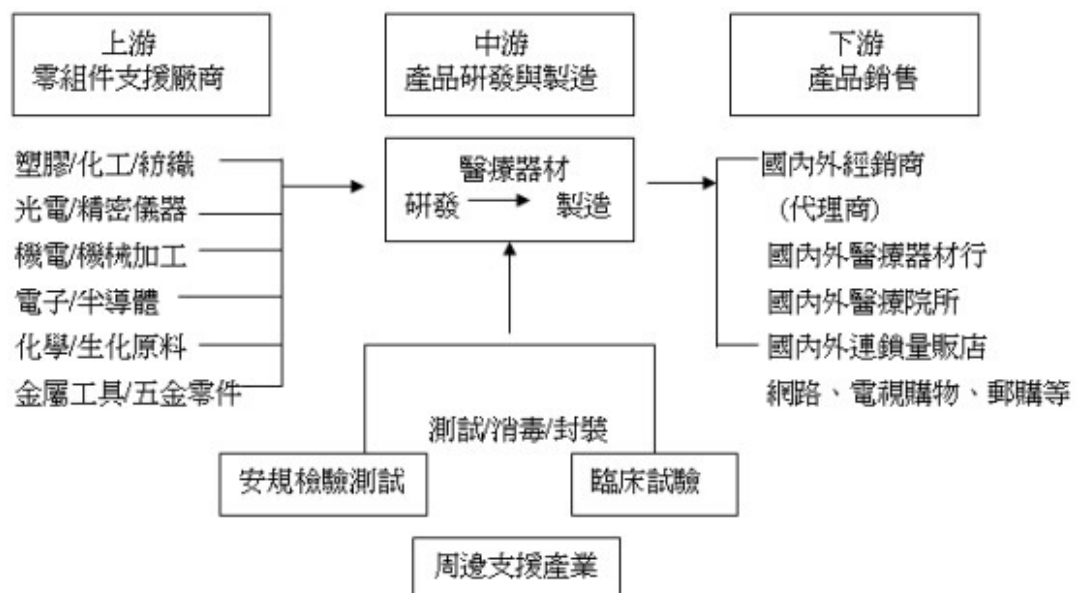 上游
零組件支援廠商
中游
產品研發與製造
下游
產品銷售
塑膠/化工/紡織
光電/精密儀器
機電/機械加工
電子/半導體
化學/生化原料
金屬工具/五金零件
醫療器材
研發 製造
國內外經銷商
(代理商)
國內外醫療器材行
國內外醫療院所
國內外連鎖量販店
網路、電視購物、郵購等
測試/消毒/封裝
安規檢驗測試
臨床試驗
周邊支援產業